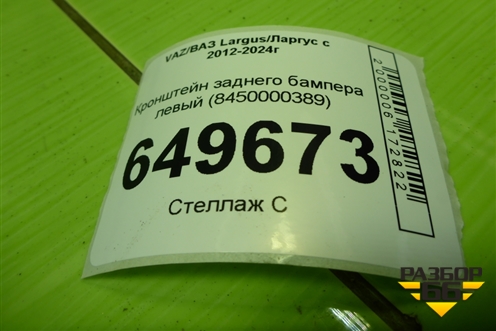 VAZ/ВАЗ Largus/Ларгус с
2012-2024г
Кронштейн заднего бампера
левый (8450000389)
649673
Стеллаж С
2000006172822
РАЗБОР
66